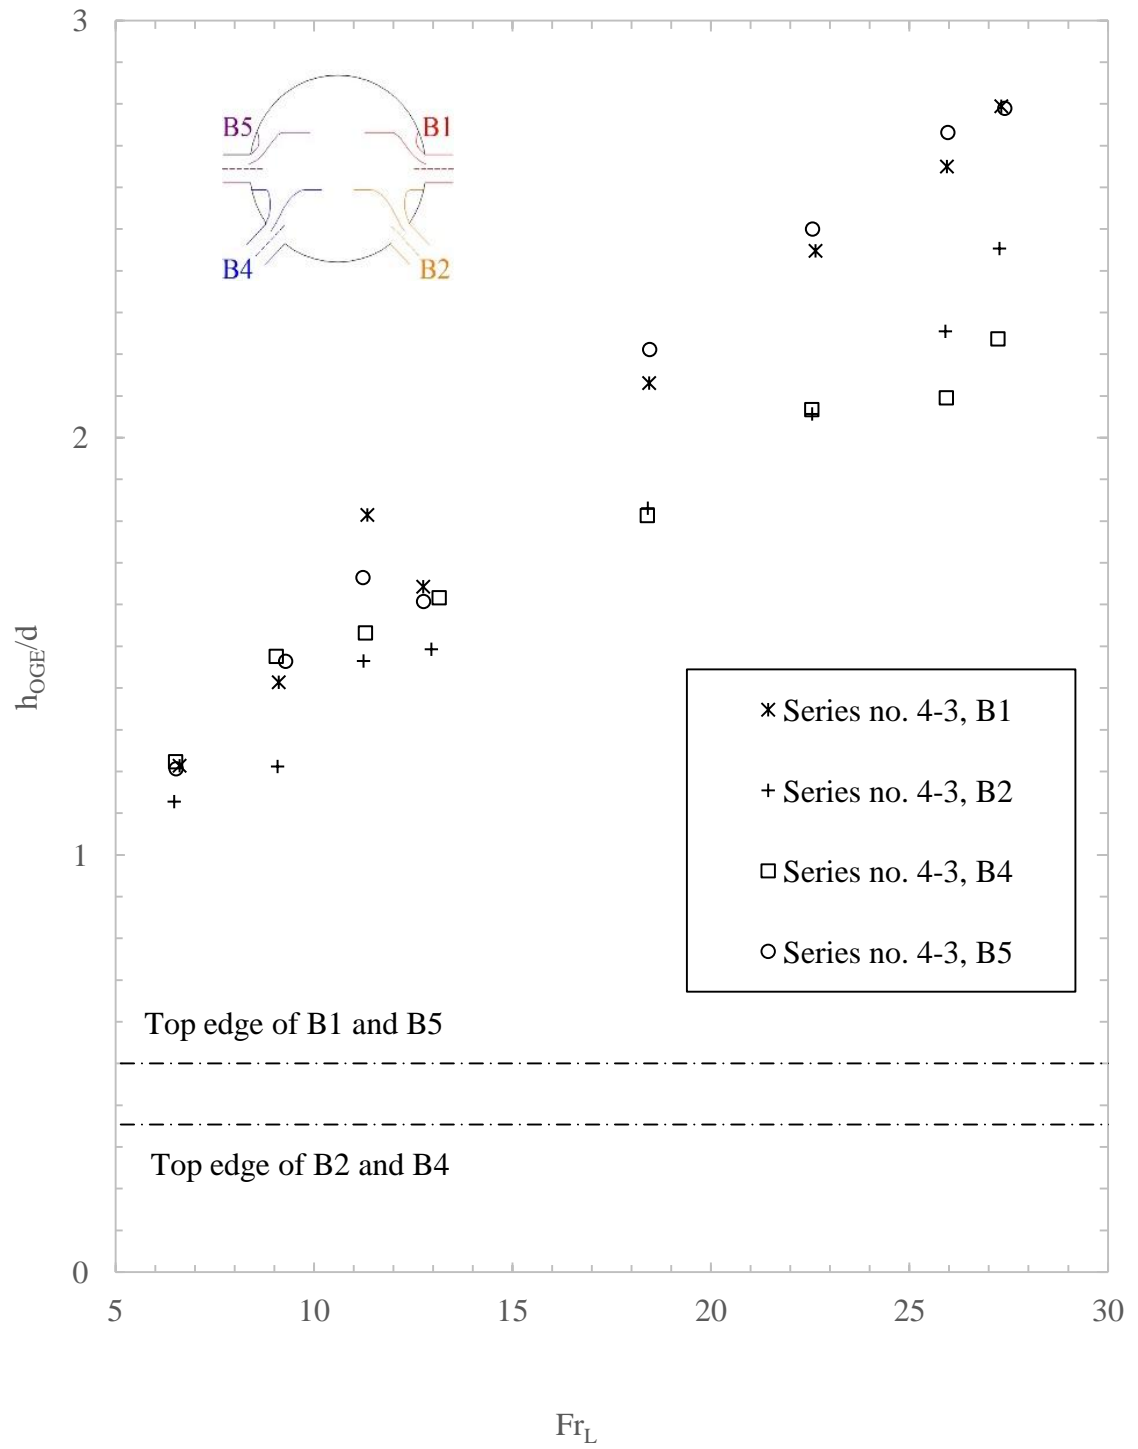 3
B5 B1
B4 B2
2
h_OGE/d
Series no. 4-3, B1
Series no. 4-3, B2
1
Series no. 4-3, B4
Series no. 4-3, B5
Top edge of B1 and B5
Top edge of B2 and B4
0
5 10 15 20 25 30
Fr_L